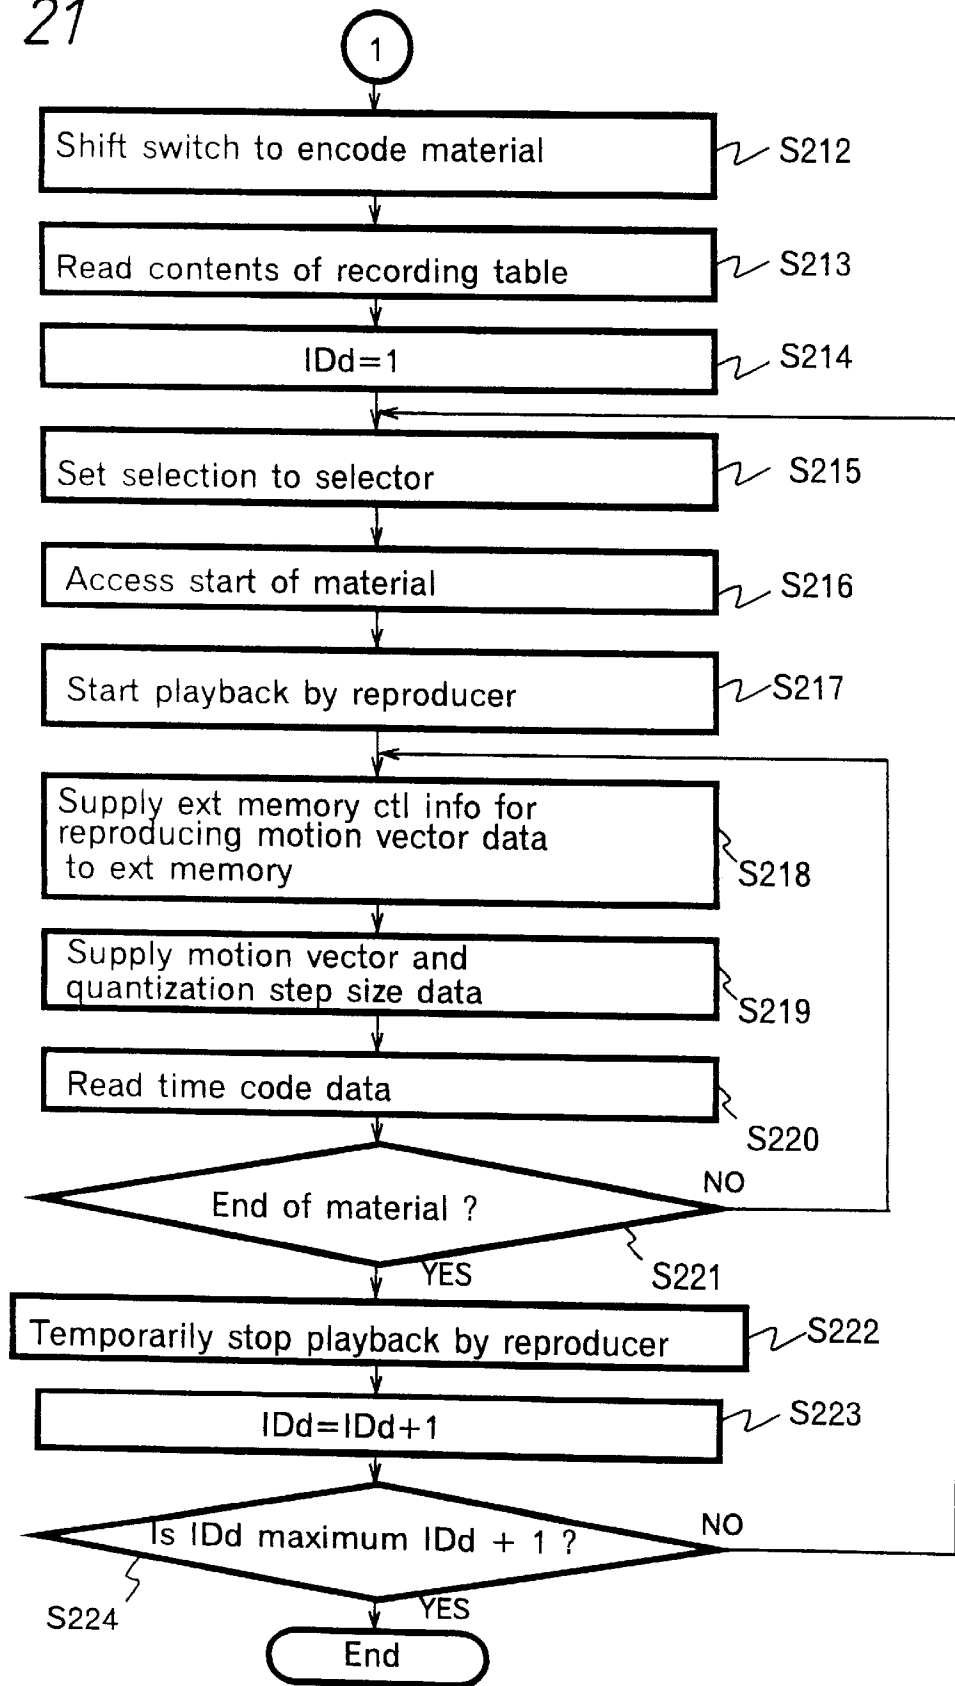 21
1
Shift switch to encode material
S212
Read contents of recording table
S213
IDd=1
S214
Set selection to selector
S215
Access start of material
S216
Start playback by reproducer
S217
Supply ext memory ctl info for
reproducing motion vector data
to ext memory
S218
Supply motion vector and
quantization step size data
S219
Read time code data
S220
End of material ?
NO
S221
YES
Temporarily stop playback by reproducer
S222
IDd=IDd+1
S223
Is IDd maximum IDd + 1 ?
NO
S224
YES
End